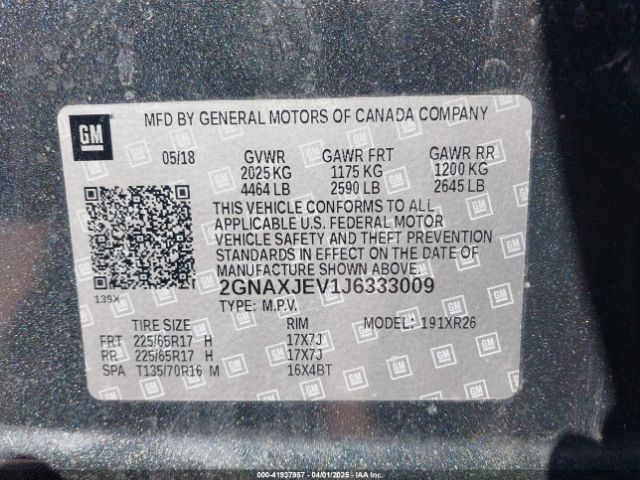 GM
MFD BY GENERAL MOTORS OF CANADA COMPANY
05/18 GVWR GAWR FRT GAWR RR
2025 KG 1175 KG 1200 KG
4464 LB 2590 LB 2645 LB
THIS VEHICLE CONFORMS TO ALL
APPLICABLE U.S. FEDERAL MOTOR
VEHICLE SAFETY AND THEFT PREVENTION
STANDARDS IN EFFECT ON THE DATE
OF MANUFACTURE SHOWN ABOVE.
139X
2GNAXJEV1J6333009
TYPE: M.P.V.
TIRE SIZE RIM MODEL: 191XR26
FRT 225/65R17 H 17X7J
RR 225/65R17 H 17X7J
SPA T135/70R16 M 16X4BT
000-41937957 - 04/01/2025 - IAA, Inc.